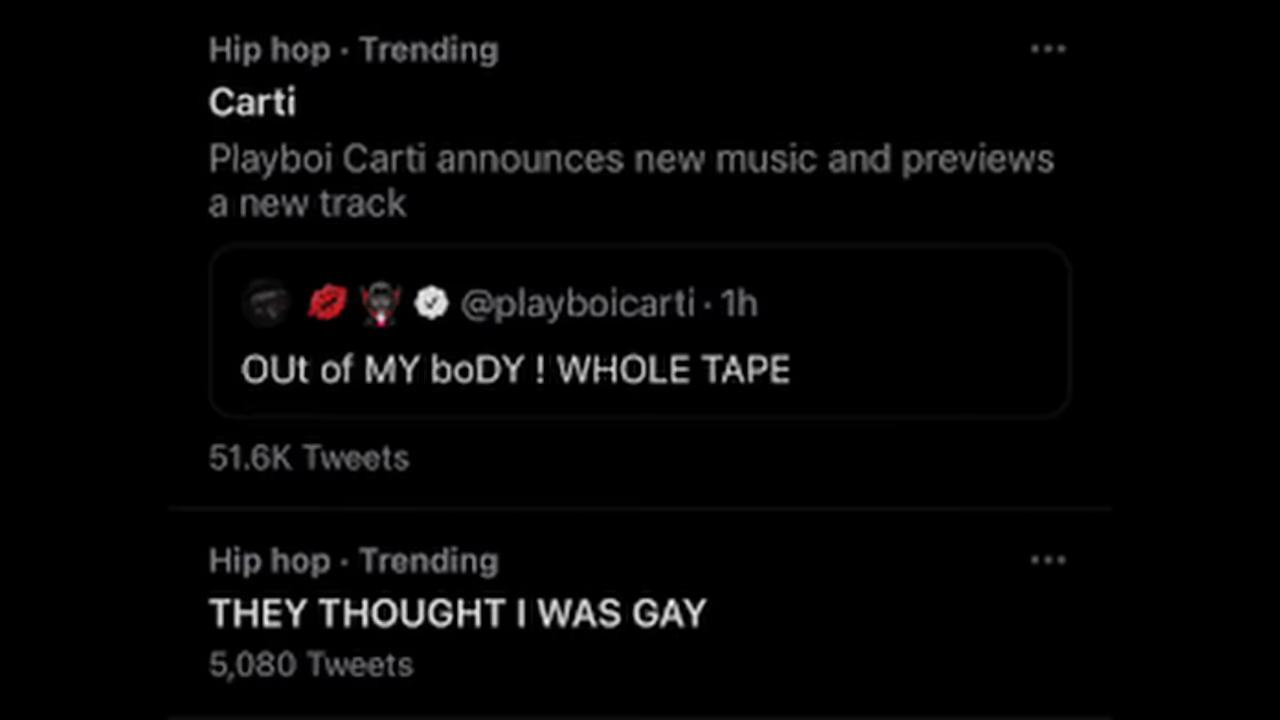 Hip hop · Trending
Carti
Playboi Carti announces new music and previews
a new track
@playboicarti · 1h
OUt of MY boDY ! WHOLE TAPE
51.6K Tweets
Hip hop · Trending
THEY THOUGHT I WAS GAY
5,080 Tweets